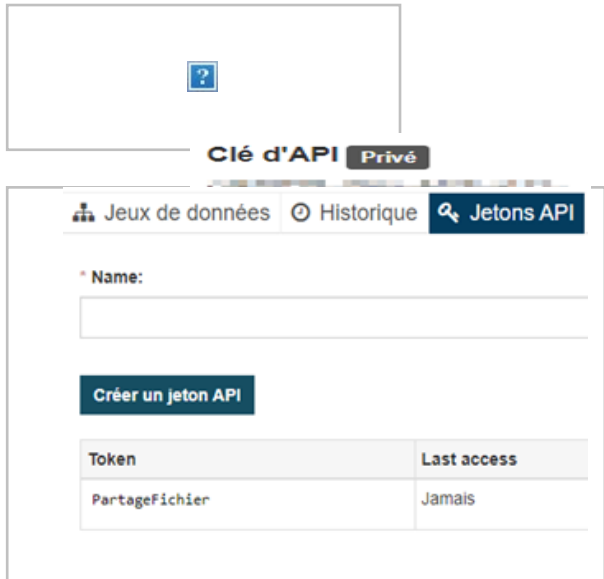 ?
Clé d'API Privé
Jeux de données Historique Jetons API
* Name:
Créer un jeton API
Token Last access
PartageFichier Jamais